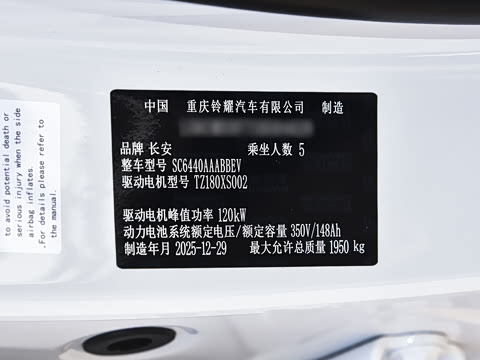 中国 重庆铃耀汽车有限公司 制造
品牌 长安 乘坐人数 5
整车型号 SC6440AAABBEV
驱动电机型号 TZ180XS002
驱动电机峰值功率 120kW
动力电池系统额定电压/额定容量 350V/148Ah
制造年月 2025-12-29 最大允许总质量 1950 kg
to avoid potential death or
serious injury when the side
airbag inflates.
.For details please refer to
the manual.